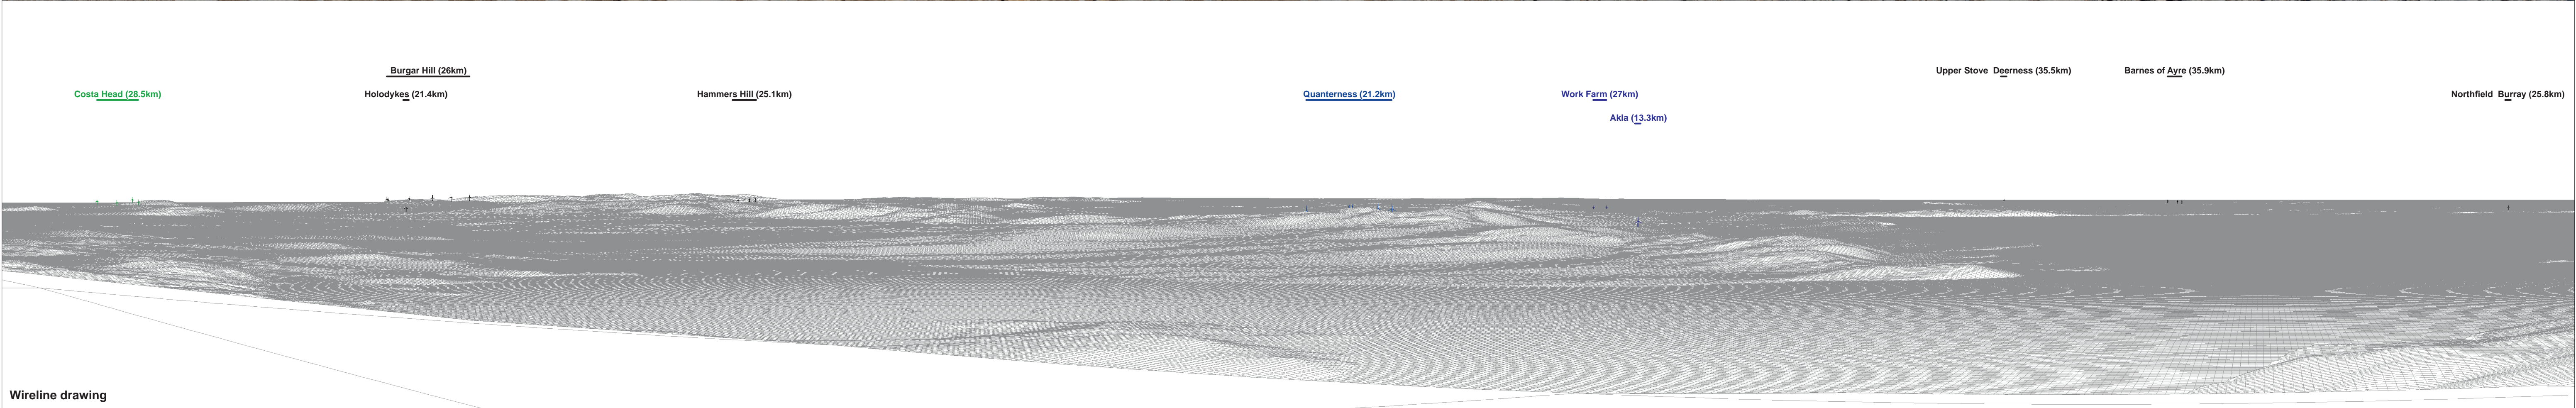 Burgar Hill (26km)
Upper Stove Deerness (35.5km)
Barnes of Ayre (35.9km)
Costa Head (28.5km)
Holodykes (21.4km)
Hammers Hill (25.1km)
Quanterness (21.2km)
Work Farm (27km)
Northfield Burray (25.8km)
Akla (13.3km)
Wireline drawing